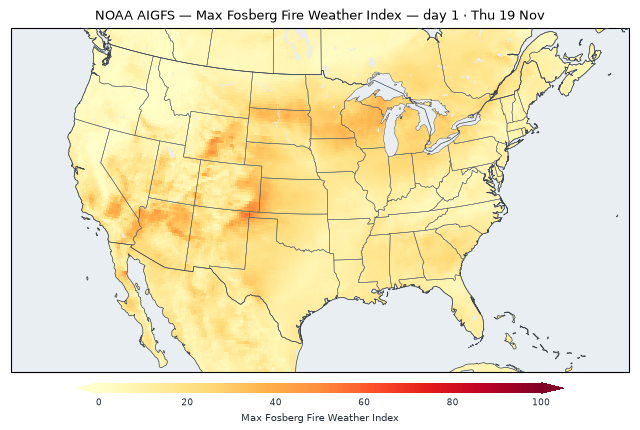 NOAA AIGFS — Max Fosberg Fire Weather Index — day 1 · Thu 19 Nov
0 20 40 60 80 100
Max Fosberg Fire Weather Index